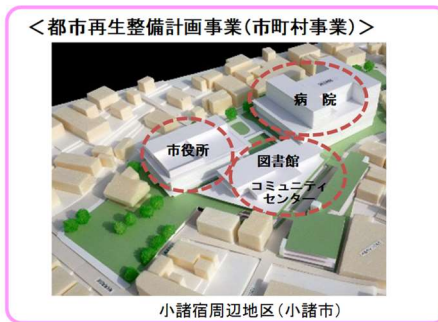 ＜都市再生整備計画事業（市町村事業）＞
病　院
市役所
図書館
コミュニティ
センター
小諸宿周辺地区（小諸市）